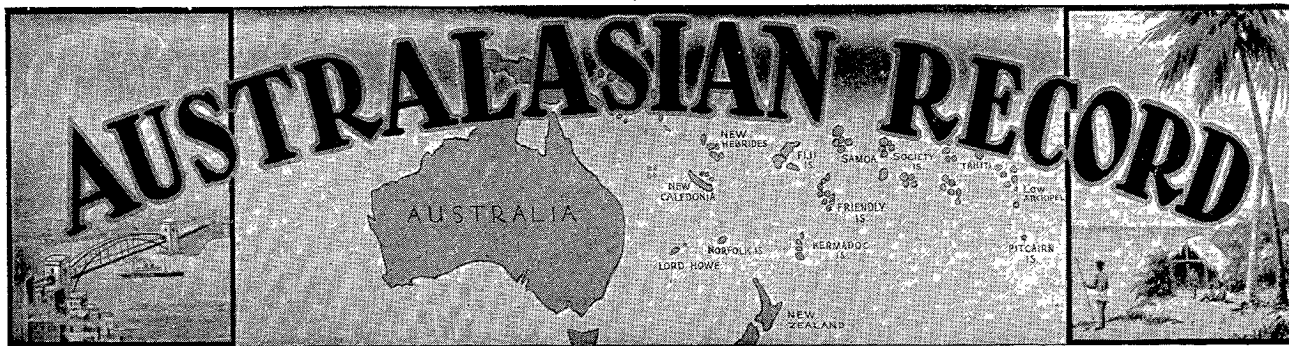 AUSTRALASIAN RECORD
NEW
HEBRIDES
FIJI
IS.
SAMOA
SOCIETY
IS.
TAHITI
LOW
ARCHIPEL.
NEW
CALEDONIA
FRIENDLY
IS.
AUSTRALIA
NORFOLK IS.
LORD HOWE
KERMADOC
IS.
PITCAIRN
IS.
NEW
ZEALAND